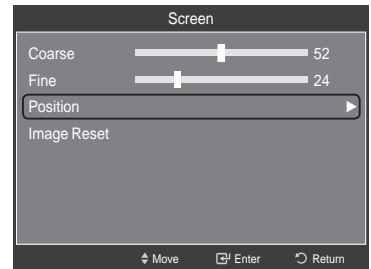 Screen
Coarse 52
Fine 24
Position
Image Reset
Move Enter Return